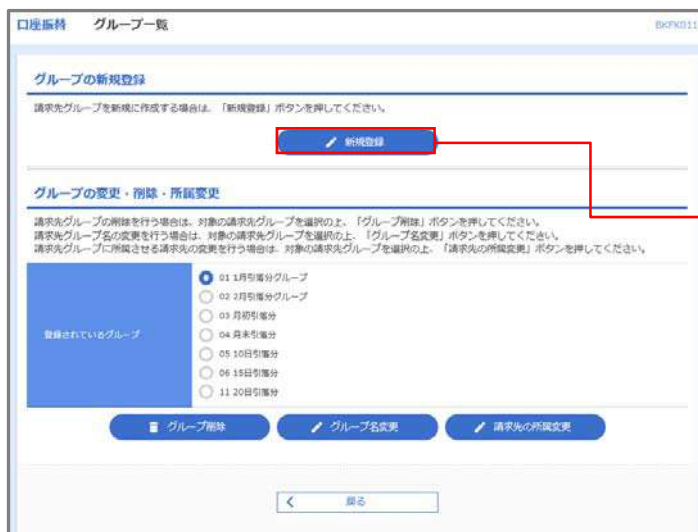 口座振替 グループ一覧 BKFK011
グループの新規登録
請求先グループを新規に作成する場合は、「新規登録」ボタンを押してください。
新規登録
グループの変更・削除・所属変更
請求先グループの削除を行う場合は、対象の請求先グループを選択の上、「グループ削除」ボタンを押してください。
請求先グループ名の変更を行う場合は、対象の請求先グループを選択の上、「グループ名変更」ボタンを押してください。
請求先グループに所属させる請求先の変更を行う場合は、対象の請求先グループを選択の上、「請求先の所属変更」ボタンを押してください。
登録されているグループ
01 1月引落分グループ
02 2月引落分グループ
03 月初引落分
04 月末引落分
05 10日引落分
06 15日引落分
11 20日引落分
グループ削除 グループ名変更 請求先の所属変更
戻る